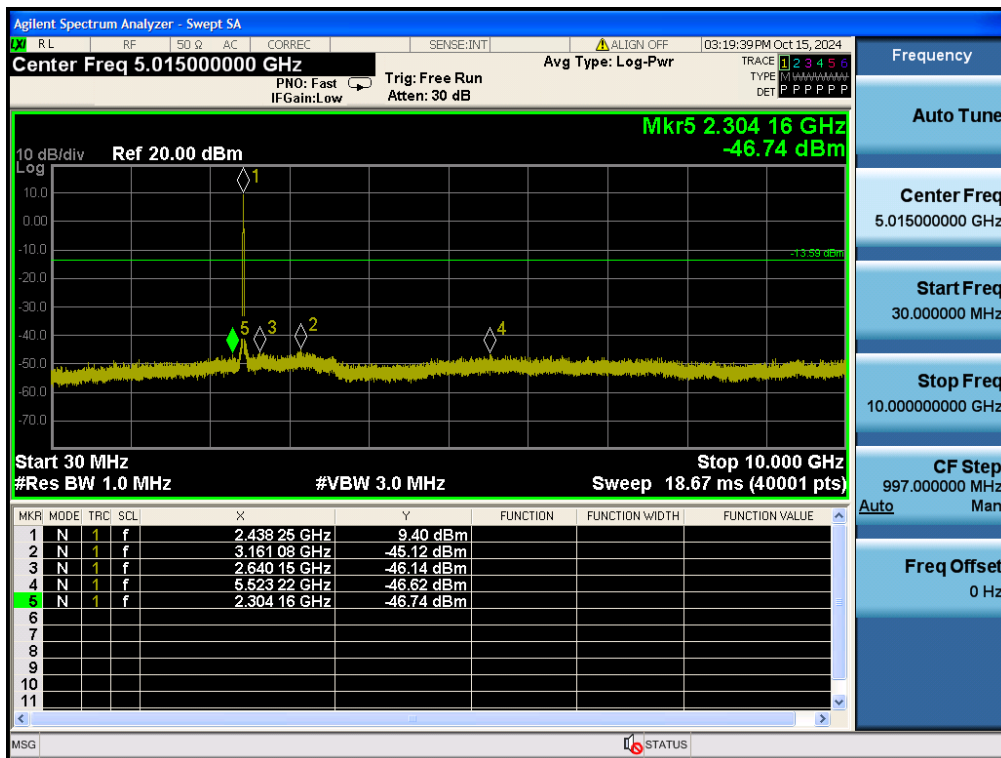 Agilent Spectrum Analyzer - Swept SA
LXI RL RF 50 Ω AC CORREC SENSE:INT ALIGN OFF 03:19:39 PM Oct 15, 2024
Center Freq 5.015000000 GHz
PNO: Fast
IFGain:Low
Trig: Free Run
Atten: 30 dB
Avg Type: Log-Pwr
TRACE 1 2 3 4 5 6
TYPE M
DET P P P P P P
Mkr5 2.304 16 GHz
-46.74 dBm
10 dB/div Ref 20.00 dBm
Log
10.0
0.00
-10.0
-20.0
-30.0
-40.0
-50.0
-60.0
-70.0
1
-13.59 dBm
5
3
2
4
Start 30 MHz Stop 10.000 GHz
#Res BW 1.0 MHz #VBW 3.0 MHz Sweep 18.67 ms (40001 pts)
MKR MODE TRC SCL X Y FUNCTION FUNCTION WIDTH FUNCTION VALUE
1 N 1 f 2.438 25 GHz 9.40 dBm
2 N 1 f 3.161 08 GHz -45.12 dBm
3 N 1 f 2.640 15 GHz -46.14 dBm
4 N 1 f 5.523 22 GHz -46.62 dBm
5 N 1 f 2.304 16 GHz -46.74 dBm
6
7
8
9
10
11
MSG STATUS
Frequency
Auto Tune
Center Freq
5.015000000 GHz
Start Freq
30.000000 MHz
Stop Freq
10.000000000 GHz
CF Step
997.000000 MHz
Auto Man
Freq Offset
0 Hz